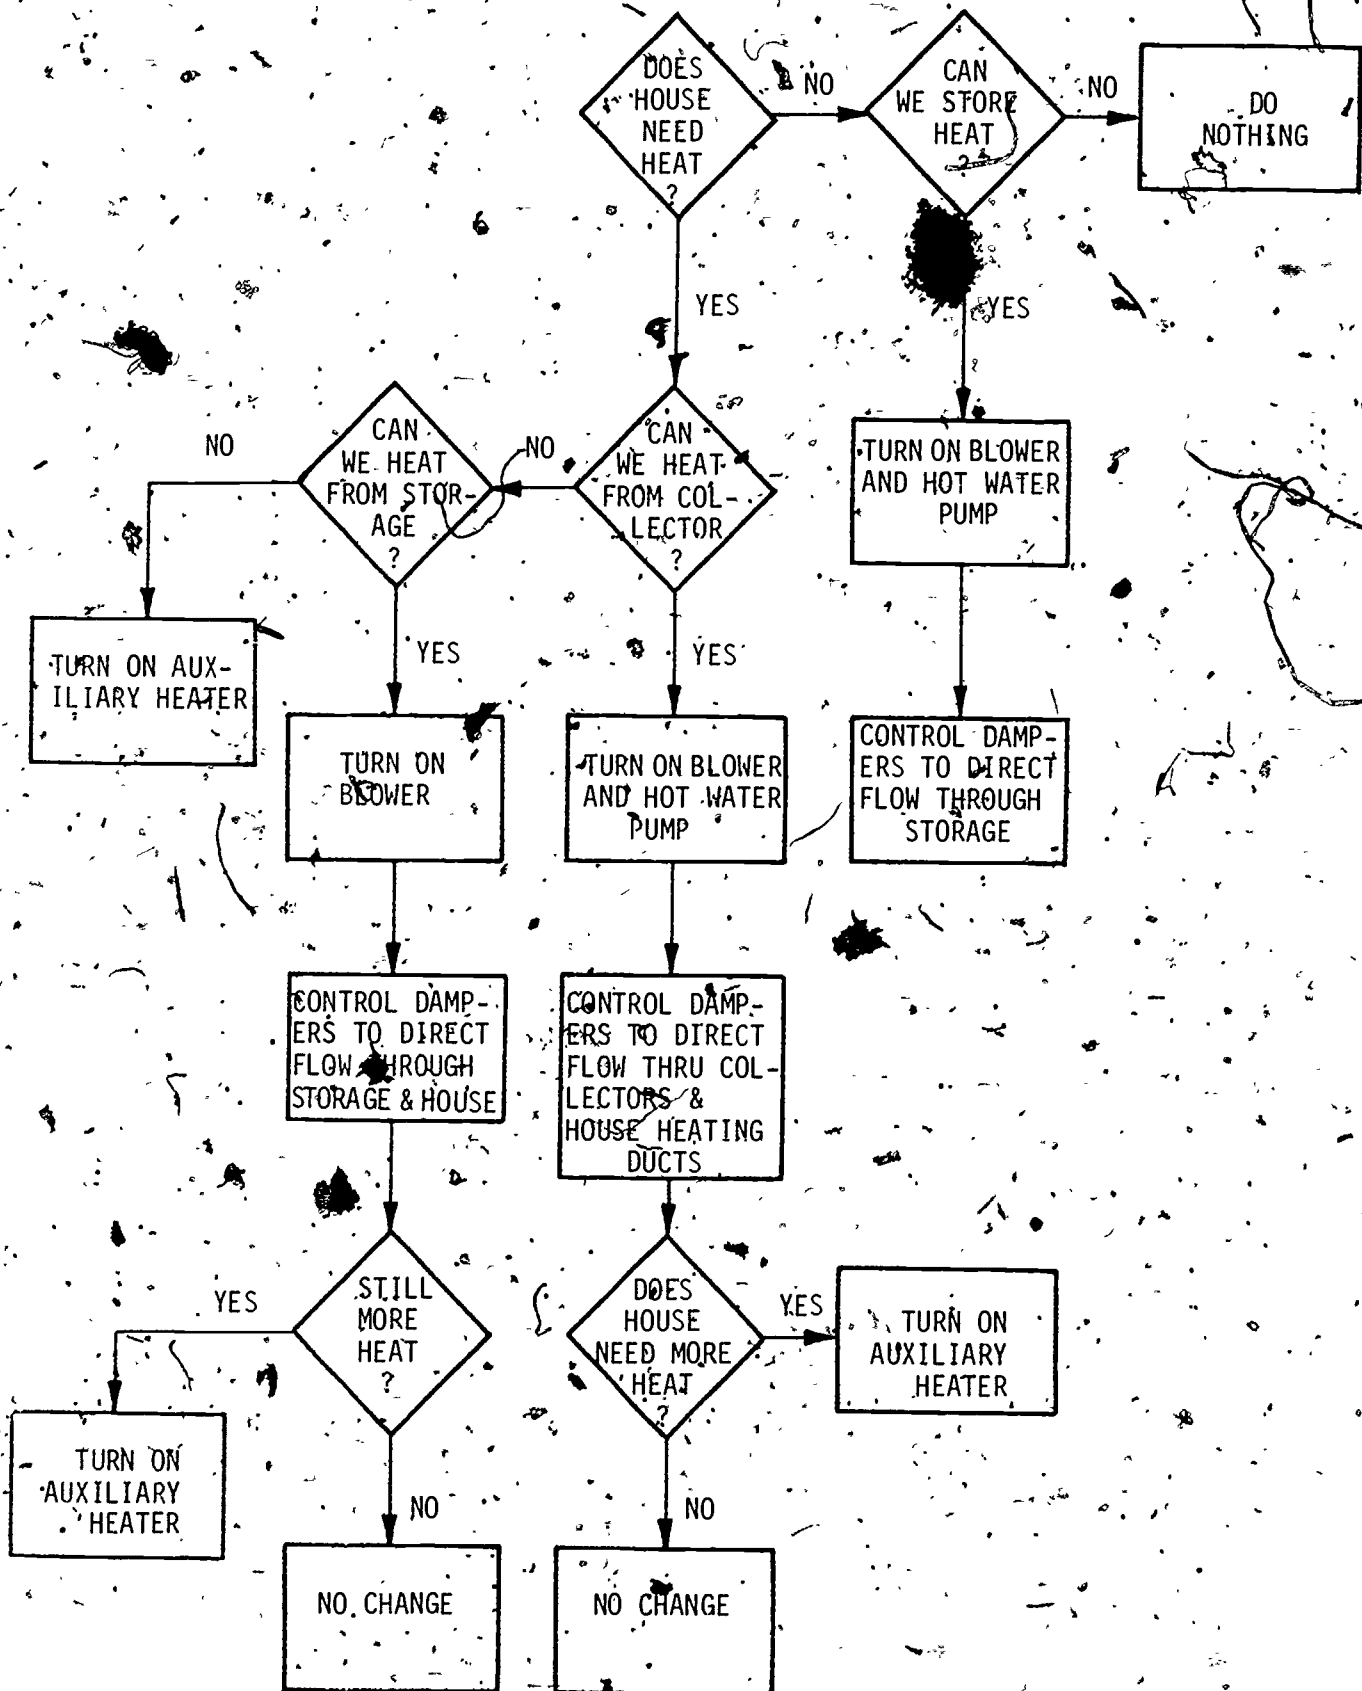 DOES
HOUSE
NEED
HEAT
?
NO
CAN
WE STORE
HEAT
?
NO
DO
NOTHING
YES
YES
CAN
WE HEAT
FROM STOR-
AGE
?
NO
NO
CAN
WE HEAT
FROM COL-
LECTOR
?
TURN ON BLOWER
AND HOT WATER
PUMP
TURN ON AUX-
ILIARY HEATER
YES
YES
TURN ON
BLOWER
TURN ON BLOWER
AND HOT WATER
PUMP
CONTROL DAMP-
ERS TO DIRECT
FLOW THROUGH
STORAGE
CONTROL DAMP-
ERS TO DIRECT
FLOW THROUGH
STORAGE & HOUSE
CONTROL DAMP-
ERS TO DIRECT
FLOW THRU COL-
LECTORS &
HOUSE HEATING
DUCTS
YES
STILL
MORE
HEAT
?
DOES
HOUSE
NEED MORE
HEAT
?
YES
TURN ON
AUXILIARY
HEATER
TURN ON
AUXILIARY
HEATER
NO
NO
NO CHANGE
NO CHANGE